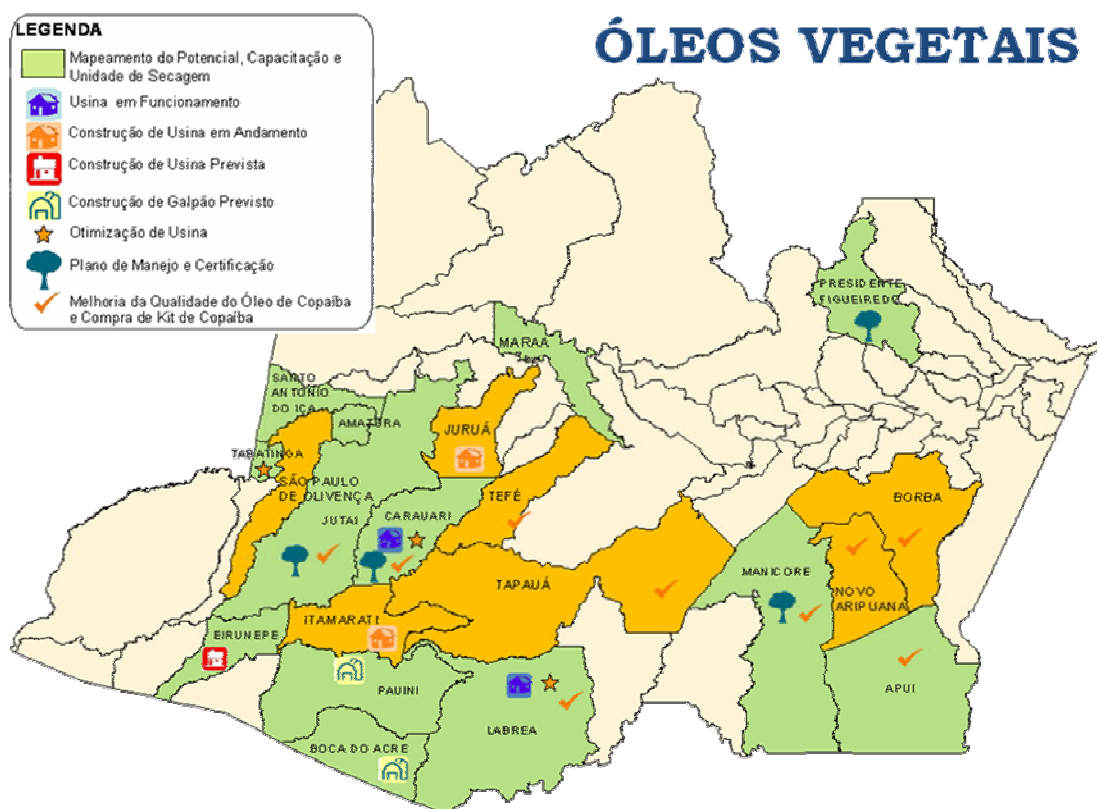 ÓLEOS VEGETAIS
LEGENDA
Mapeamento do Potencial, Capacitação e
Unidade de Secagem
Usina em Funcionamento
Construção de Usina em Andamento
Construção de Usina Prevista
Construção de Galpão Previsto
Otimização de Usina
Plano de Manejo e Certificação
Melhoria da Qualidade do Óleo de Copaíba
e Compra de Kit de Copaíba
PRESIDENTE
FIGUEIREDO
MARAÃ
SANTO
ANTONIO
DO IÇA
AMATURA
JURUÁ
TABATINGA
SÃO PAULO
DE OLIVENÇA
TEFÉ
BORBA
CARAUARI
JUTAI
MANICORE
TAPAUÁ
NOVO
ARIPUANA
ITAMARATI
EIRUNEPE
PAUINI
APUI
LABREA
BOCA DO ACRE